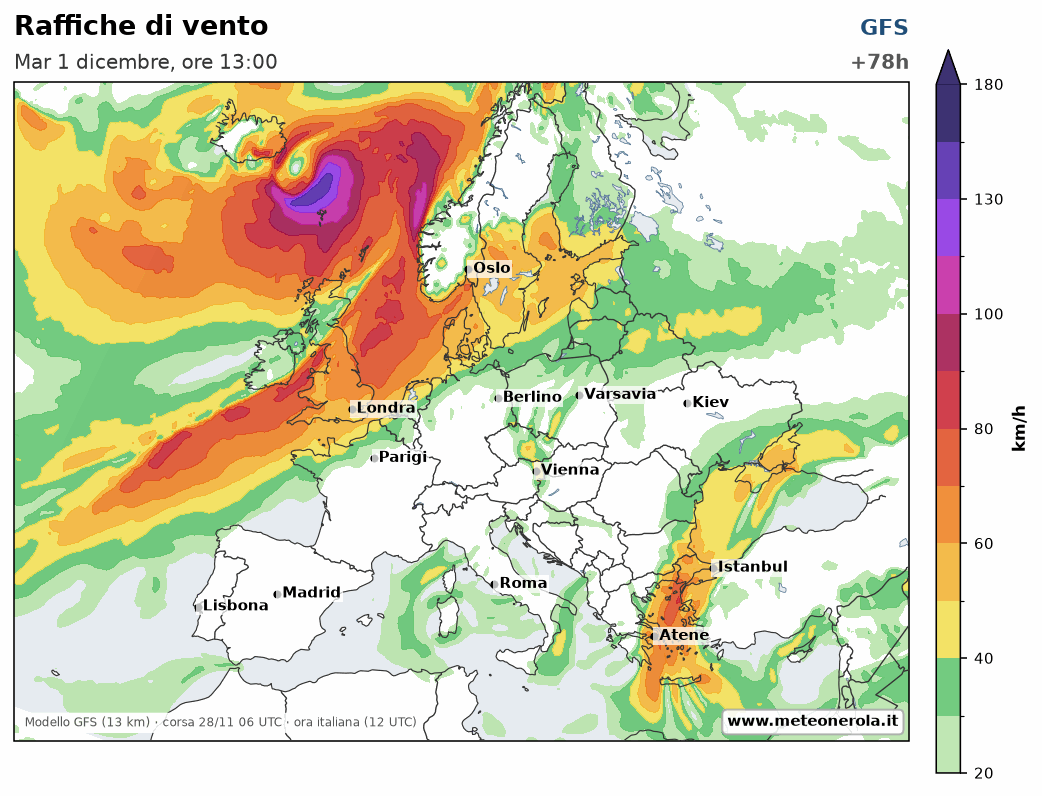 Raffiche di vento
GFS
Mar 1 dicembre, ore 13:00
+78h
180
130
100
80
60
40
20
km/h
Oslo
Londra
Berlino
Varsavia
Kiev
Parigi
Vienna
Istanbul
Roma
Madrid
Lisbona
Atene
Modello GFS (13 km) · corsa 28/11 06 UTC · ora italiana (12 UTC)
www.meteonerola.it